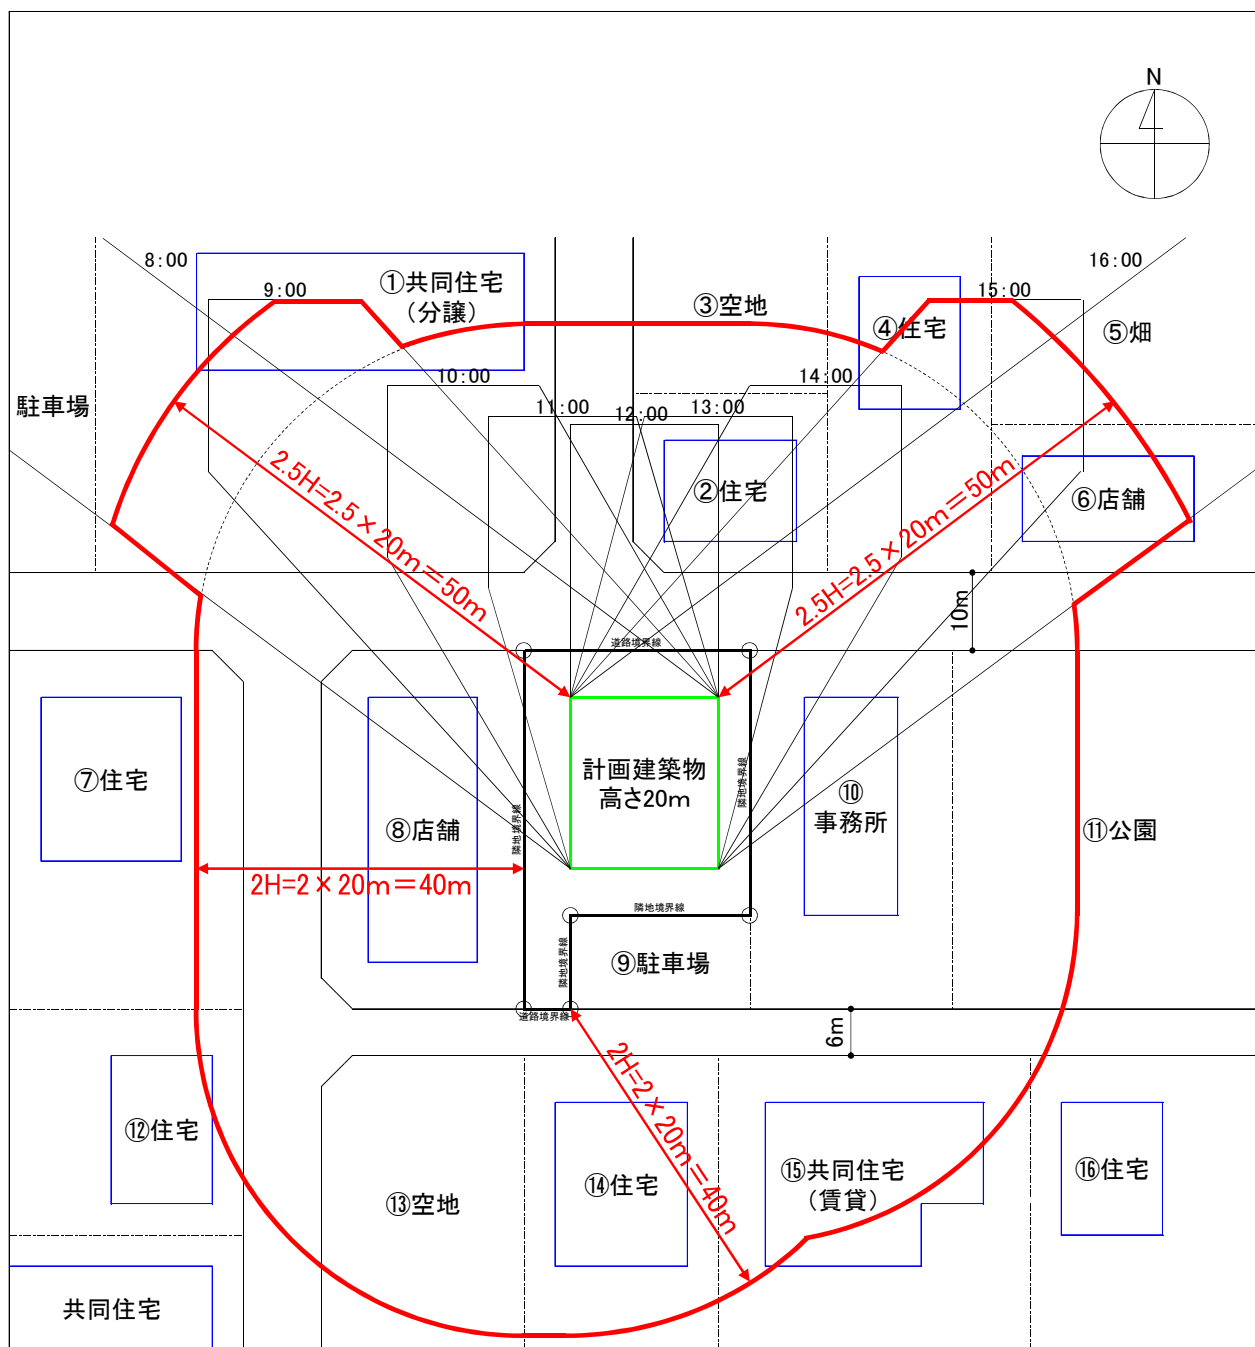 N
8:00
9:00
①共同住宅
（分譲）
③空地
④住宅
15:00
16:00
⑤畑
駐車場
10:00
11:00
12:00
13:00
14:00
2.5H=2.5×20m＝50m
②住宅
2.5H=2.5×20m＝50m
⑥店舗
10m
道路境界線
⑦住宅
⑧店舗
隣地境界線
計画建築物
高さ20m
隣地境界線
⑩
事務所
⑪公園
2H=2×20m＝40m
隣地境界線
隣地境界線
⑨駐車場
道路境界線
6m
2H=2×20m＝40m
⑫住宅
⑬空地
⑭住宅
⑮共同住宅
（賃貸）
⑯住宅
共同住宅